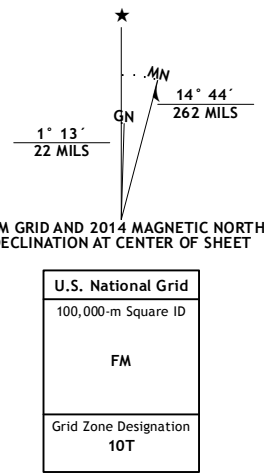 MN
GN
14° 44´
262 MILS
1° 13´
22 MILS
M GRID AND 2014 MAGNETIC NORTH
DECLINATION AT CENTER OF SHEET
U.S. National Grid
100,000-m Square ID
FM
Grid Zone Designation
10T